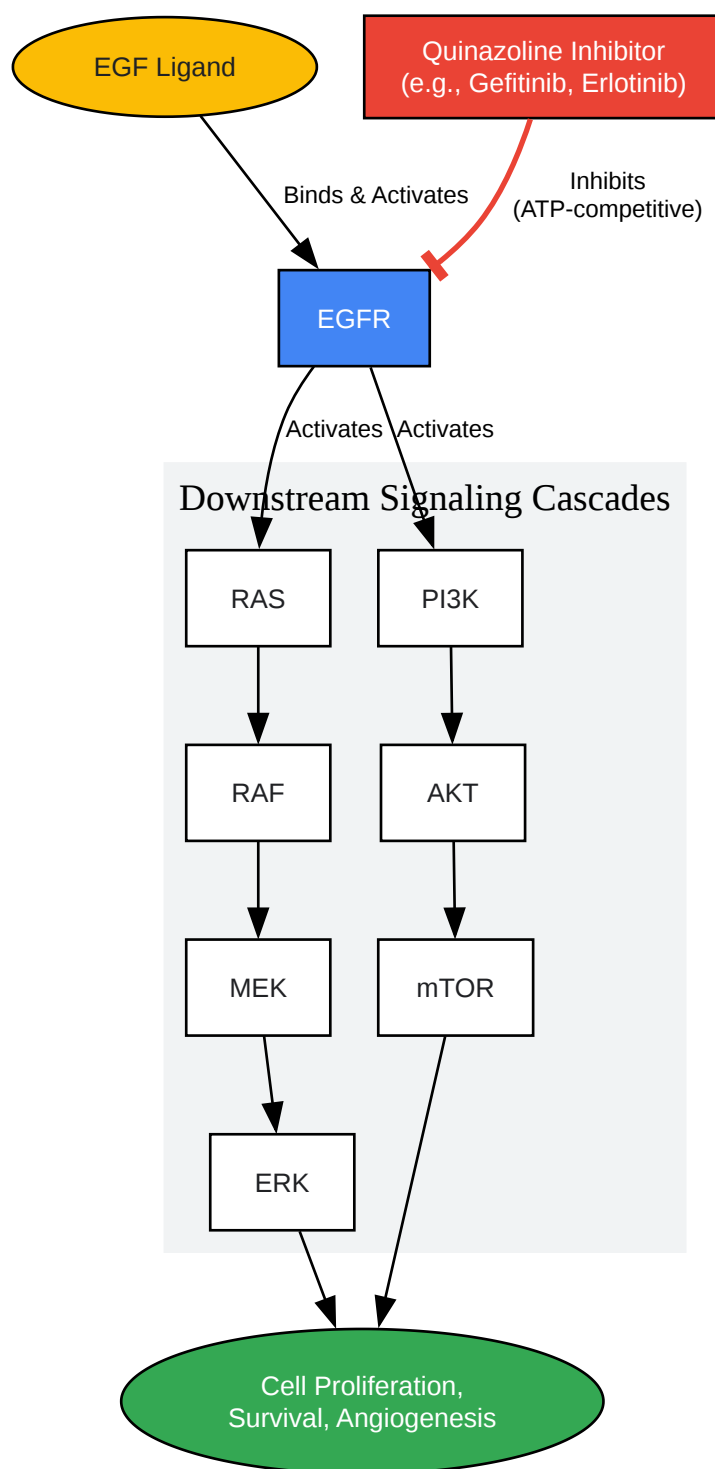 EGF Ligand
Quinazoline Inhibitor
(e.g., Gefitinib, Erlotinib)
Binds & Activates
Inhibits
(ATP-competitive)
EGFR
Activates
Activates
Downstream Signaling Cascades
RAS
PI3K
RAF
AKT
MEK
mTOR
ERK
Cell Proliferation,
Survival, Angiogenesis